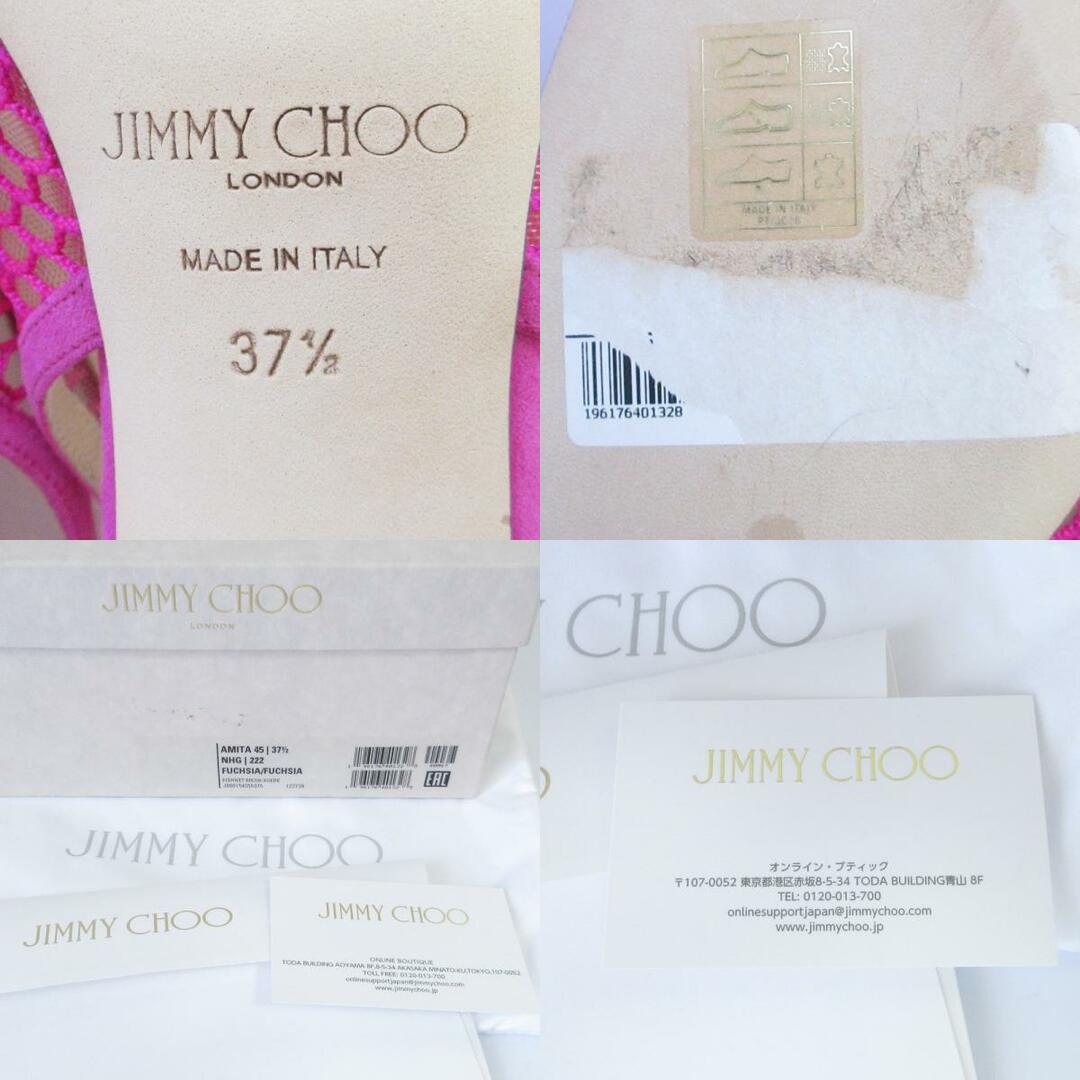 JIMMY CHOO
LONDON
MADE IN ITALY
37½
MADE IN ITALY
196176401328
JIMMY CHOO
LONDON
AMITA 45 | 37½
NHG | 222
FUCHSIA/FUCHSIA
FISHNET MESH/SUEDE
EAC
JIMMY CHOO
JIMMY CHOO
JIMMY CHOO
ONLINE BOUTIQUE
TODA BUILDING AOYAMA 8F,8-5-34 AKASAKA MINATO-KU,TOKYO,107-0052
TOLL FREE: 0120-013-700
onlinesupportjapan@jimmychoo.com
www.jimmychoo.jp
CHOO
JIMMY CHOO
オンライン・ブティック
〒107-0052 東京都港区赤坂8-5-34 TODA BUILDING青山 8F
TEL: 0120-013-700
onlinesupportjapan@jimmychoo.com
www.jimmychoo.jp